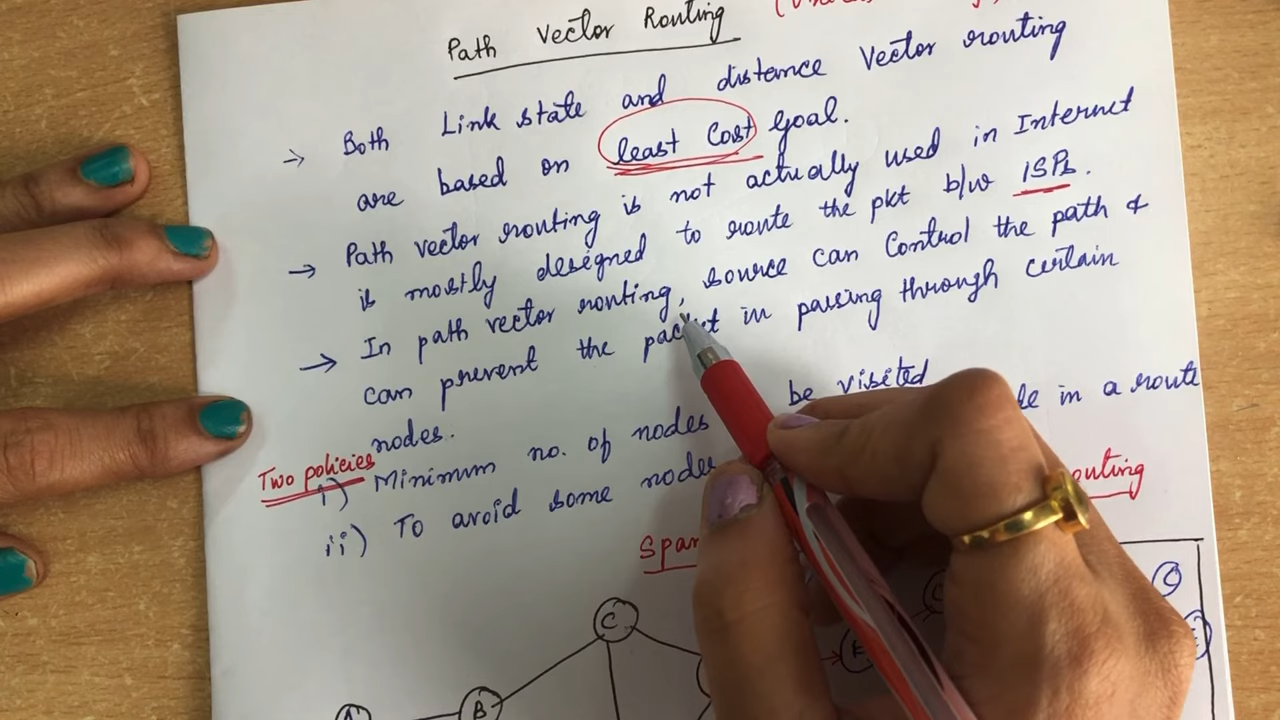 Path Vector Routing
→ Both Link state and distance Vector routing
are based on least Cost goal.
→ Path vector routing is not actually used in Internet
is mostly designed to route the pkt b/w ISPs.
→ In path vector routing, source can Control the path &
can prevent the packet in passing through certain
nodes.
Two policies
i) Minimum no. of nodes be visited in a route
ii) To avoid some node
outing
C
B
A
E
C